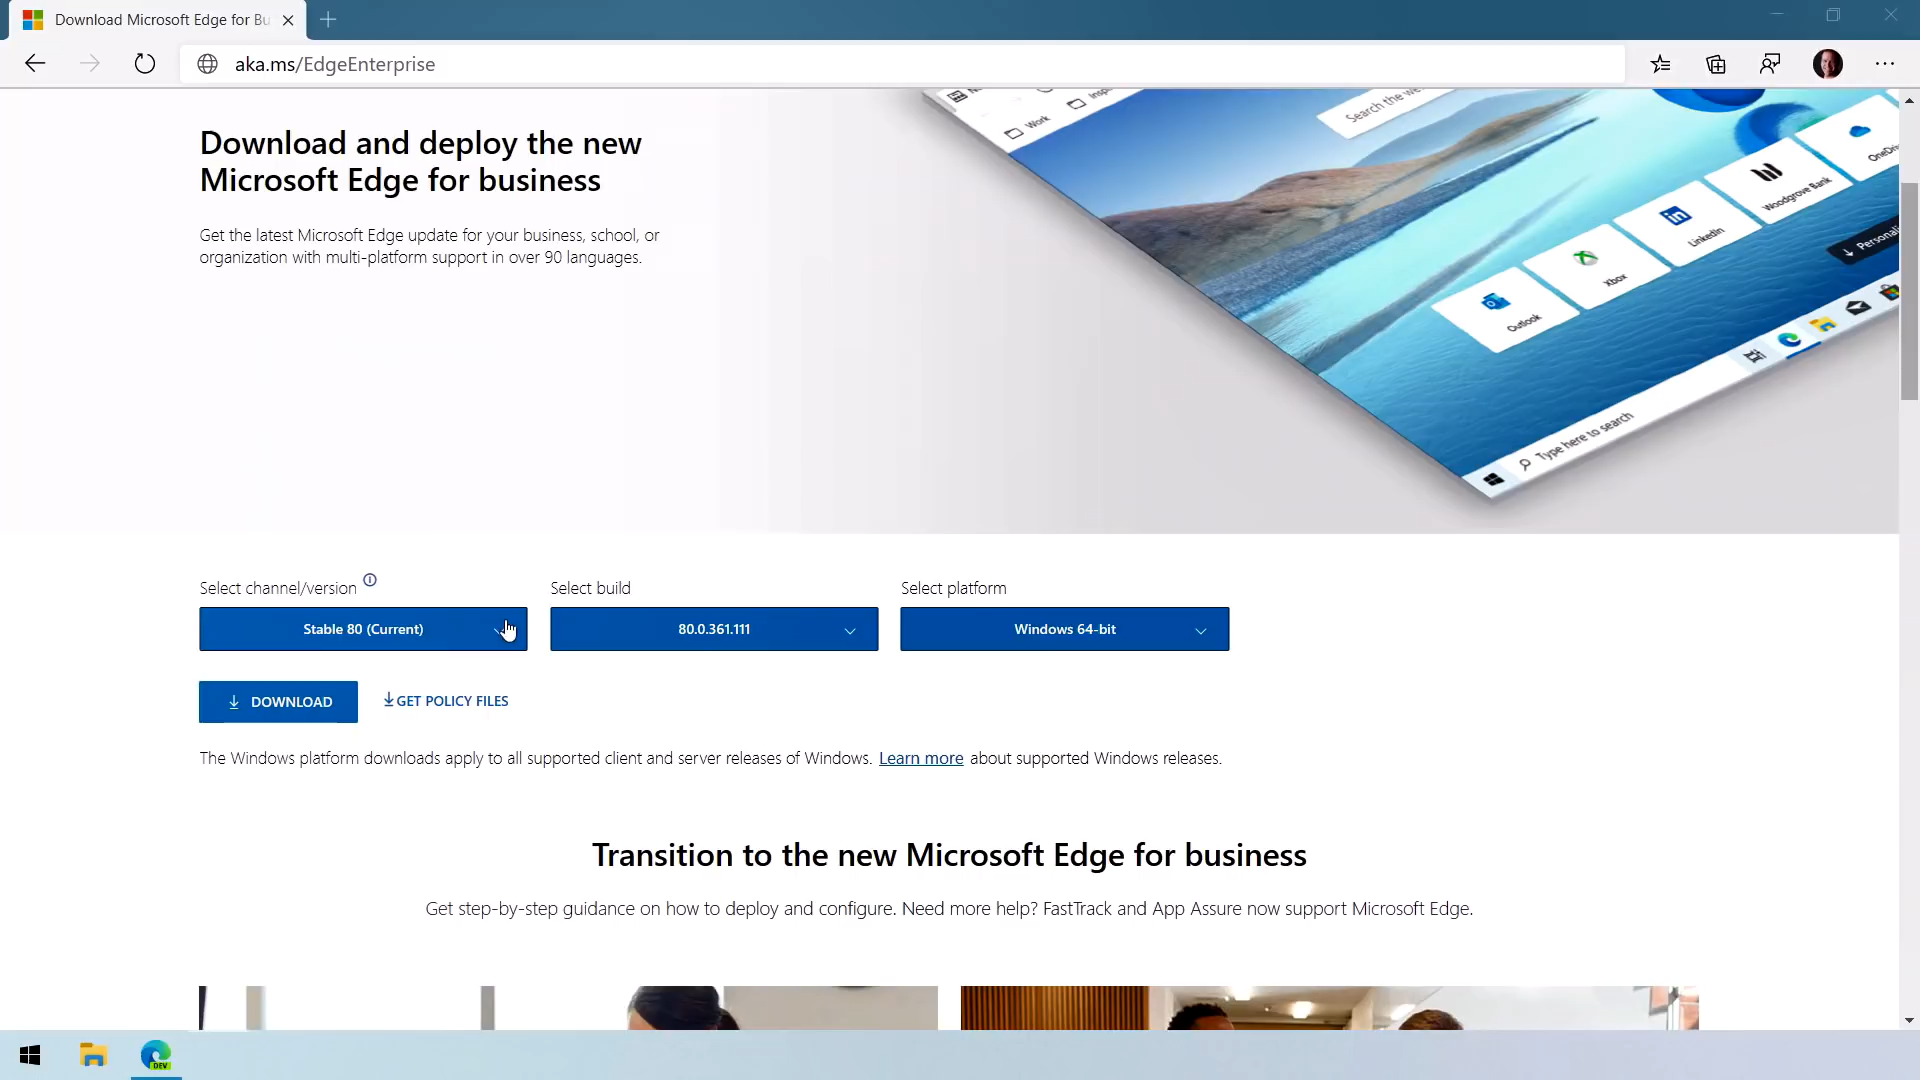 Download Microsoft Edge for Bu
aka.ms/EdgeEnterprise
Download and deploy the new
Microsoft Edge for business
Get the latest Microsoft Edge update for your business, school, or
organization with multi-platform support in over 90 languages.
Work
Search the we
OneDriv
Woodgrove Bank
LinkedIn
Personali
Xbox
Outlook
Type here to search
Select channel/version
Select build
Select platform
Stable 80 (Current)
80.0.361.111
Windows 64-bit
DOWNLOAD
GET POLICY FILES
The Windows platform downloads apply to all supported client and server releases of Windows. Learn more about supported Windows releases.
Transition to the new Microsoft Edge for business
Get step-by-step guidance on how to deploy and configure. Need more help? FastTrack and App Assure now support Microsoft Edge.
DEV